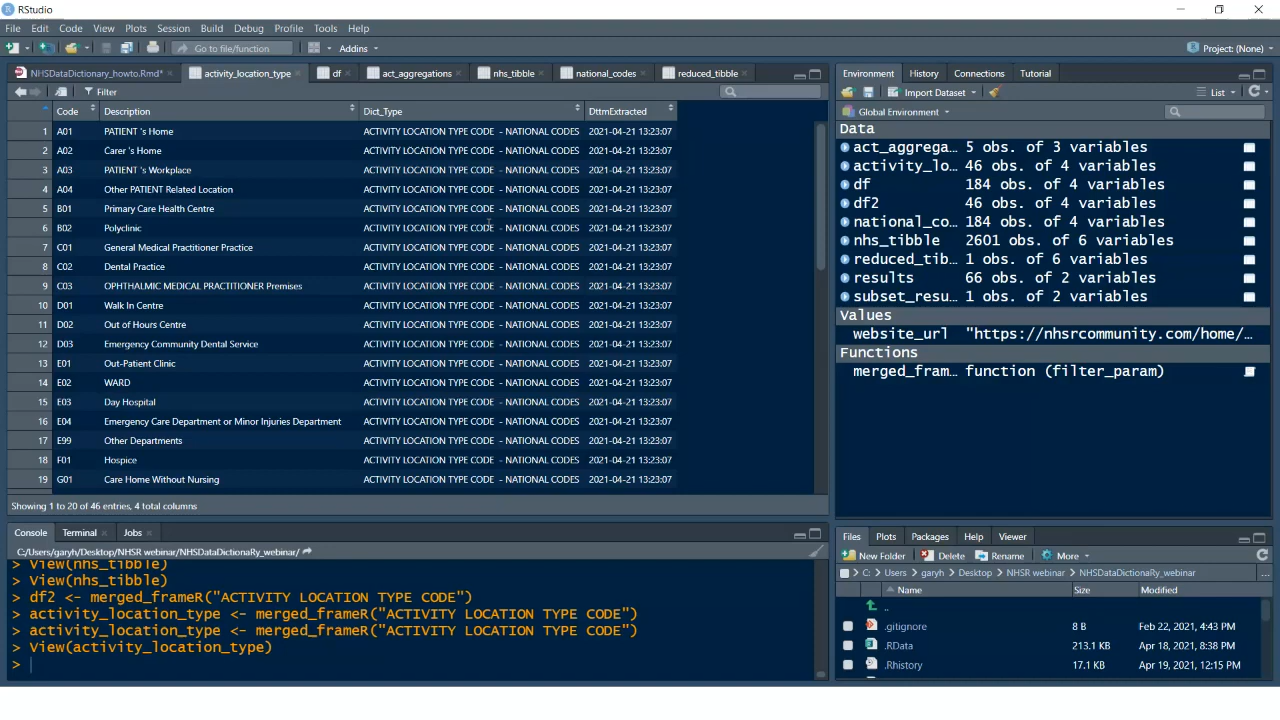 RStudio
File Edit Code View Plots Session Build Debug Profile Tools Help
Go to file/function Addins Project: (None)
NHSDataDictionary_howto.Rmd* activity_location_type df act_aggregations nhs_tibble national_codes reduced_tibble
Filter
Code Description Dict_Type DttmExtracted
1 A01 PATIENT 's Home ACTIVITY LOCATION TYPE CODE - NATIONAL CODES 2021-04-21 13:23:07
2 A02 Carer 's Home ACTIVITY LOCATION TYPE CODE - NATIONAL CODES 2021-04-21 13:23:07
3 A03 PATIENT 's Workplace ACTIVITY LOCATION TYPE CODE - NATIONAL CODES 2021-04-21 13:23:07
4 A04 Other PATIENT Related Location ACTIVITY LOCATION TYPE CODE - NATIONAL CODES 2021-04-21 13:23:07
5 B01 Primary Care Health Centre ACTIVITY LOCATION TYPE CODE - NATIONAL CODES 2021-04-21 13:23:07
6 B02 Polyclinic ACTIVITY LOCATION TYPE CODE - NATIONAL CODES 2021-04-21 13:23:07
7 C01 General Medical Practitioner Practice ACTIVITY LOCATION TYPE CODE - NATIONAL CODES 2021-04-21 13:23:07
8 C02 Dental Practice ACTIVITY LOCATION TYPE CODE - NATIONAL CODES 2021-04-21 13:23:07
9 C03 OPHTHALMIC MEDICAL PRACTITIONER Premises ACTIVITY LOCATION TYPE CODE - NATIONAL CODES 2021-04-21 13:23:07
10 D01 Walk In Centre ACTIVITY LOCATION TYPE CODE - NATIONAL CODES 2021-04-21 13:23:07
11 D02 Out of Hours Centre ACTIVITY LOCATION TYPE CODE - NATIONAL CODES 2021-04-21 13:23:07
12 D03 Emergency Community Dental Service ACTIVITY LOCATION TYPE CODE - NATIONAL CODES 2021-04-21 13:23:07
13 E01 Out-Patient Clinic ACTIVITY LOCATION TYPE CODE - NATIONAL CODES 2021-04-21 13:23:07
14 E02 WARD ACTIVITY LOCATION TYPE CODE - NATIONAL CODES 2021-04-21 13:23:07
15 E03 Day Hospital ACTIVITY LOCATION TYPE CODE - NATIONAL CODES 2021-04-21 13:23:07
16 E04 Emergency Care Department or Minor Injuries Department ACTIVITY LOCATION TYPE CODE - NATIONAL CODES 2021-04-21 13:23:07
17 E99 Other Departments ACTIVITY LOCATION TYPE CODE - NATIONAL CODES 2021-04-21 13:23:07
18 F01 Hospice ACTIVITY LOCATION TYPE CODE - NATIONAL CODES 2021-04-21 13:23:07
19 G01 Care Home Without Nursing ACTIVITY LOCATION TYPE CODE - NATIONAL CODES 2021-04-21 13:23:07
Showing 1 to 20 of 46 entries, 4 total columns
Console Terminal Jobs
C:/Users/garyh/Desktop/NHSR webinar/NHSDataDictionaRy_webinar/
> View(nhs_tibble)
> View(nhs_tibble)
> df2 <- merged_frameR("ACTIVITY LOCATION TYPE CODE")
> activity_location_type <- merged_frameR("ACTIVITY LOCATION TYPE CODE")
> activity_location_type <- merged_frameR("ACTIVITY LOCATION TYPE CODE")
> View(activity_location_type)
>
Environment History Connections Tutorial
Import Dataset List
Global Environment
Data
act_aggrega... 5 obs. of 3 variables
activity_lo... 46 obs. of 4 variables
df 184 obs. of 4 variables
df2 46 obs. of 4 variables
national_co... 184 obs. of 4 variables
nhs_tibble 2601 obs. of 6 variables
reduced_tib... 1 obs. of 6 variables
results 66 obs. of 2 variables
subset_resu... 1 obs. of 2 variables
Values
website_url "https://nhsrcommunity.com/home/...
Functions
merged_fram... function (filter_param)
Files Plots Packages Help Viewer
New Folder Delete Rename More
C: Users garyh Desktop NHSR webinar NHSDataDictionaRy_webinar ...
Name Size Modified
..
.gitignore 8 B Feb 22, 2021, 4:43 PM
.RData 213.1 KB Apr 18, 2021, 8:38 PM
.Rhistory 17.1 KB Apr 19, 2021, 12:15 PM